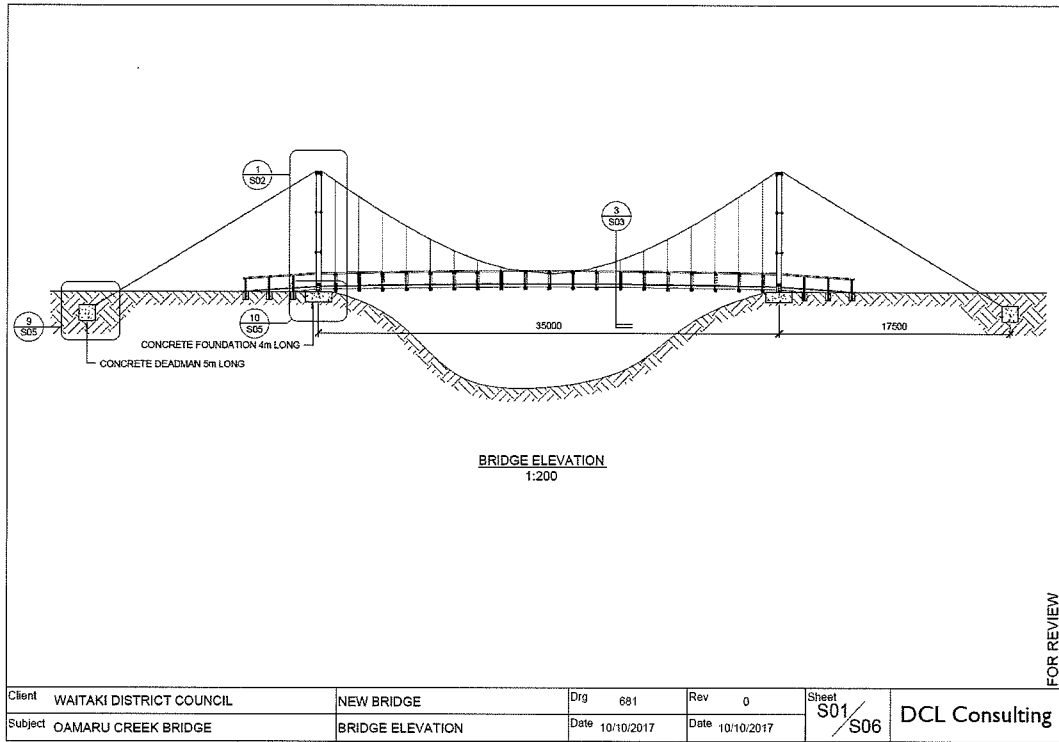 1
S02
3
S03
9
S05
10
S05
35000
17500
CONCRETE FOUNDATION 4m LONG
CONCRETE DEADMAN 5m LONG
BRIDGE ELEVATION
1:200
FOR REVIEW
Client WAITAKI DISTRICT COUNCIL NEW BRIDGE Drg 681 Rev 0 Sheet S01/S06 DCL Consulting
Subject OAMARU CREEK BRIDGE BRIDGE ELEVATION Date 10/10/2017 Date 10/10/2017